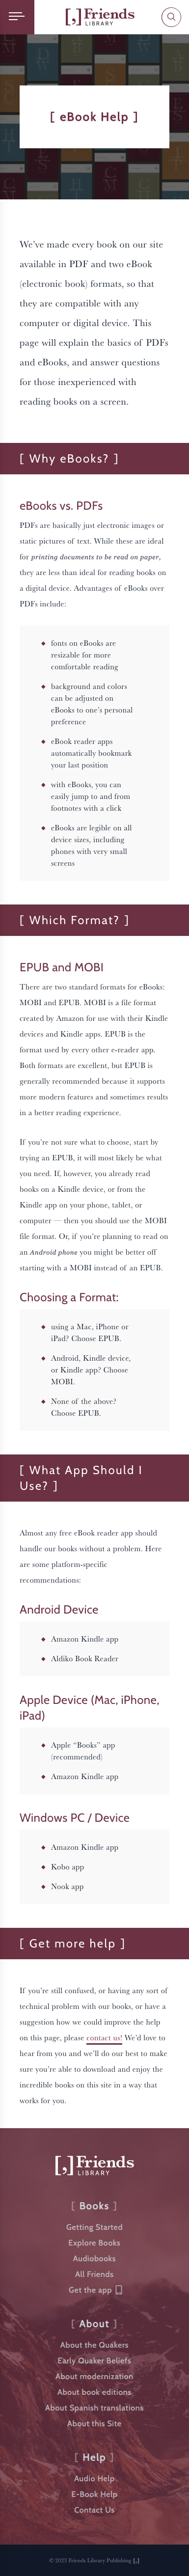 [,] Friends
LIBRARY
[ eBook Help ]
We've made every book on our site
available in PDF and two eBook
(electronic book) formats, so that
they are compatible with any
computer or digital device. This
page will explain the basics of PDFs
and eBooks, and answer questions
for those inexperienced with
reading books on a screen.
[ Why eBooks? ]
eBooks vs. PDFs
PDFs are basically just electronic images or
static pictures of text. While these are ideal
for printing documents to be read on paper,
they are less than ideal for reading books on
a digital device. Advantages of eBooks over
PDFs include:
◆ fonts on eBooks are
resizable for more
comfortable reading
◆ background and colors
can be adjusted on
eBooks to one's personal
preference
◆ eBook reader apps
automatically bookmark
your last position
◆ with eBooks, you can
easily jump to and from
footnotes with a click
◆ eBooks are legible on all
device sizes, including
phones with very small
screens
[ Which Format? ]
EPUB and MOBI
There are two standard formats for eBooks:
MOBI and EPUB. MOBI is a file format
created by Amazon for use with their Kindle
devices and Kindle apps. EPUB is the
format used by every other e-reader app.
Both formats are excellent, but EPUB is
generally recommended because it supports
more modern features and sometimes results
in a better reading experience.
If you're not sure what to choose, start by
trying an EPUB, it will most likely be what
you need. If, however, you already read
books on a Kindle device, or from the
Kindle app on your phone, tablet, or
computer — then you should use the MOBI
file format. Or, if you're planning to read on
an Android phone you might be better off
starting with a MOBI instead of an EPUB.
Choosing a Format:
◆ using a Mac, iPhone or
iPad? Choose EPUB.
◆ Android, Kindle device,
or Kindle app? Choose
MOBI.
◆ None of the above?
Choose EPUB.
[ What App Should I
Use? ]
Almost any free eBook reader app should
handle our books without a problem. Here
are some platform-specific
recommendations:
Android Device
◆ Amazon Kindle app
◆ Aldiko Book Reader
Apple Device (Mac, iPhone,
iPad)
◆ Apple "Books" app
(recommended)
◆ Amazon Kindle app
Windows PC / Device
◆ Amazon Kindle app
◆ Kobo app
◆ Nook app
[ Get more help ]
If you're still confused, or having any sort of
technical problem with our books, or have a
suggestion how we could improve the help
on this page, please contact us! We'd love to
hear from you and we'll do our best to make
sure you're able to download and enjoy the
incredible books on this site in a way that
works for you.
[,] Friends
LIBRARY
[ Books ]
Getting Started
Explore Books
Audiobooks
All Friends
Get the app
[ About ]
About the Quakers
Early Quaker Beliefs
About modernization
About book editions
About Spanish translations
About this Site
[ Help ]
Audio Help
E-Book Help
Contact Us
© 2023 Friends Library Publishing [,]